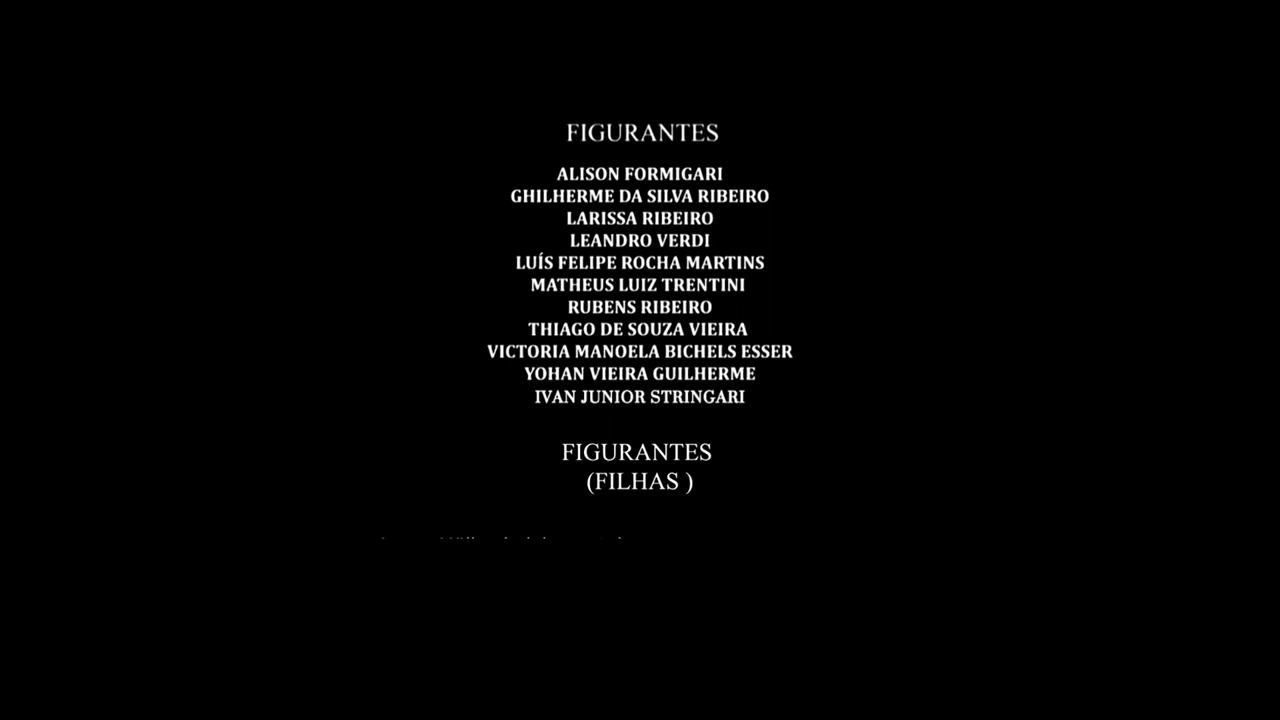 FIGURANTES
ALISON FORMIGARI
GHILHERME DA SILVA RIBEIRO
LARISSA RIBEIRO
LEANDRO VERDI
LUÍS FELIPE ROCHA MARTINS
MATHEUS LUIZ TRENTINI
RUBENS RIBEIRO
THIAGO DE SOUZA VIEIRA
VICTORIA MANOELA BICHELS ESSER
YOHAN VIEIRA GUILHERME
IVAN JUNIOR STRINGARI
FIGURANTES
(FILHAS )